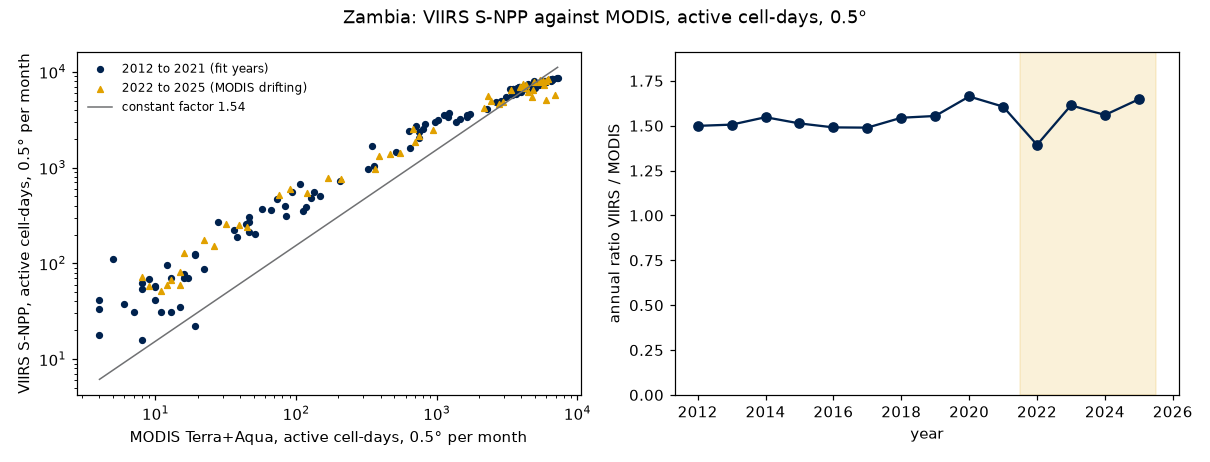 Zambia: VIIRS S-NPP against MODIS, active cell-days, 0.5°
VIIRS S-NPP, active cell-days, 0.5° per month
10⁴
10³
10²
10¹
2012 to 2021 (fit years)
2022 to 2025 (MODIS drifting)
constant factor 1.54
10¹ 10² 10³ 10⁴
MODIS Terra+Aqua, active cell-days, 0.5° per month
annual ratio VIIRS / MODIS
1.75
1.50
1.25
1.00
0.75
0.50
0.25
0.00
2012 2014 2016 2018 2020 2022 2024 2026
year